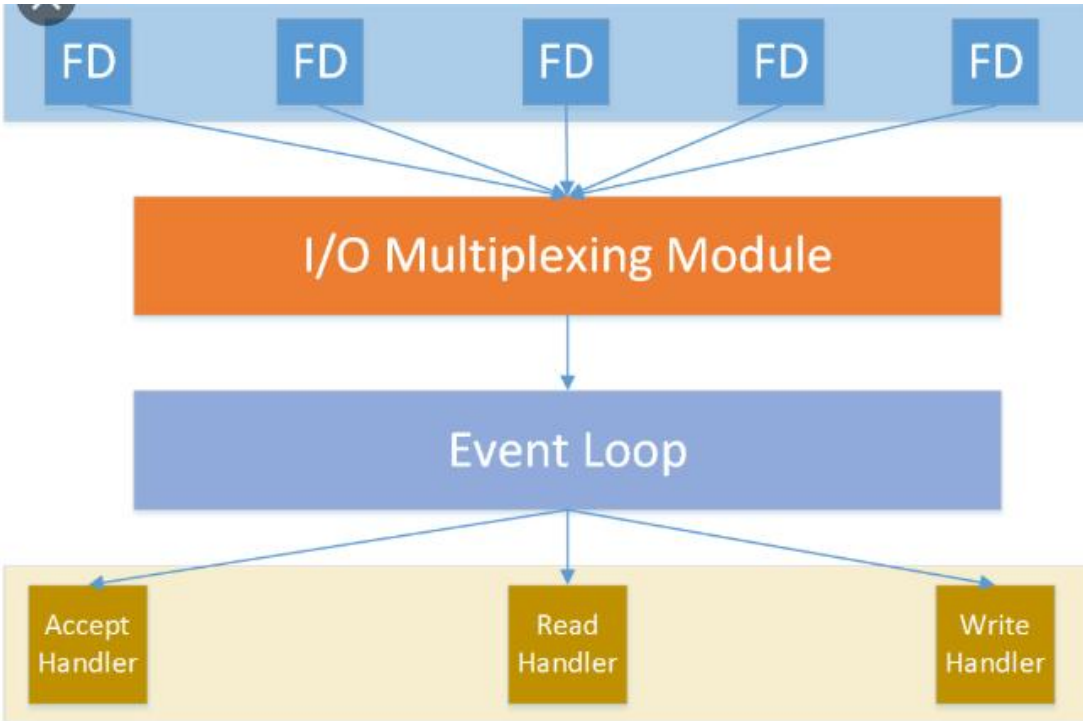 FD FD FD FD FD
I/O Multiplexing Module
Event Loop
Accept
Handler
Read
Handler
Write
Handler